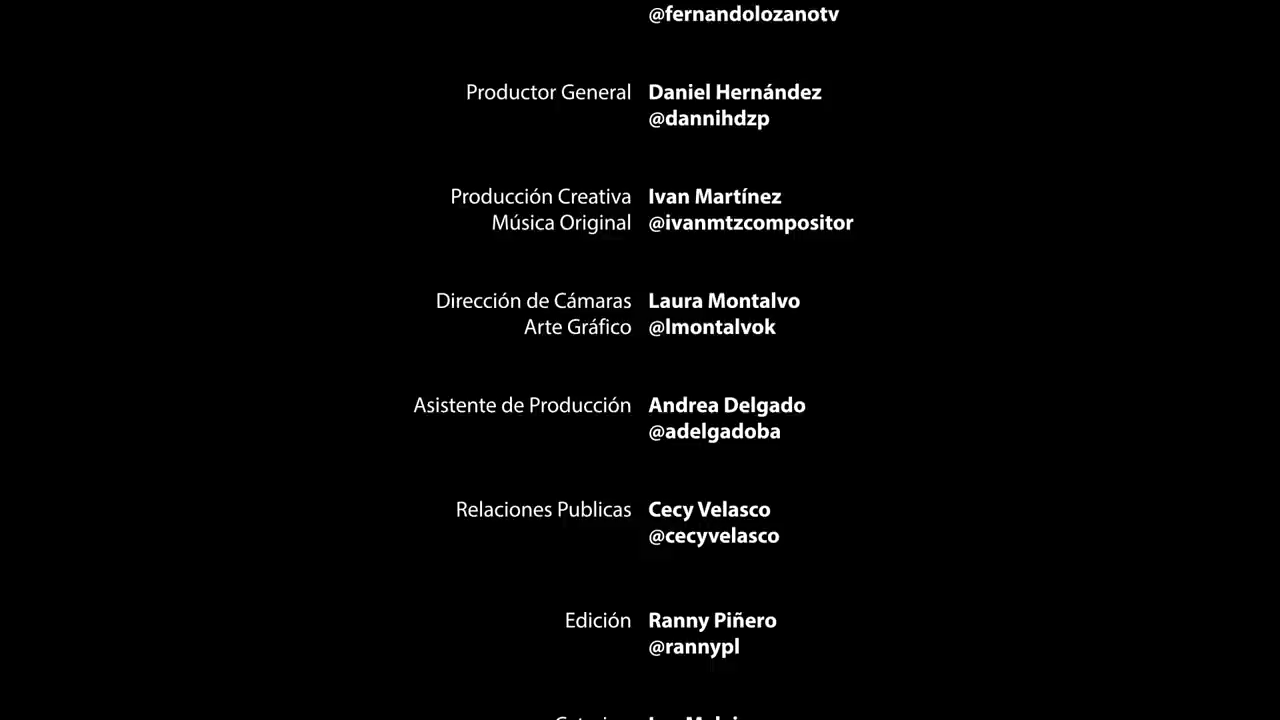 @fernandolozanotv
Productor General Daniel Hernández
@dannihdzp
Producción Creativa Ivan Martínez
Música Original @ivanmtzcompositor
Dirección de Cámaras Laura Montalvo
Arte Gráfico @lmontalvok
Asistente de Producción Andrea Delgado
@adelgadoba
Relaciones Publicas Cecy Velasco
@cecyvelasco
Edición Ranny Piñero
@rannypl